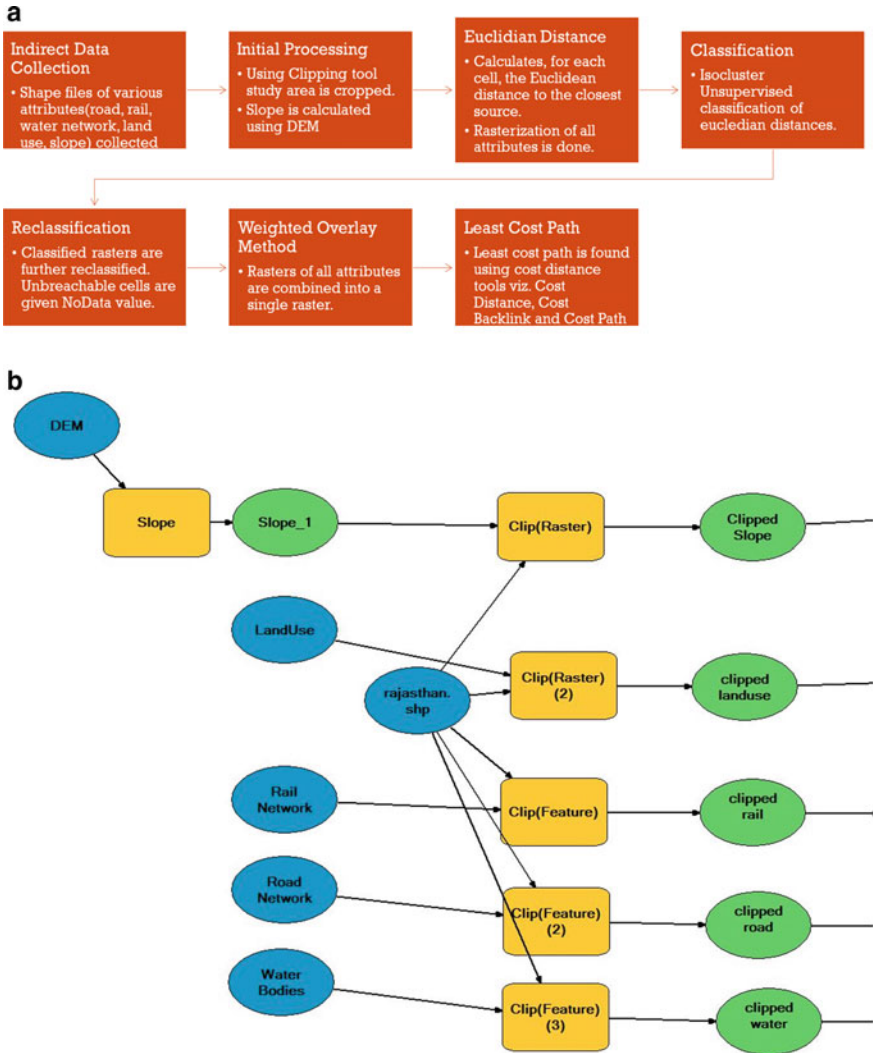 a
Indirect Data
Collection
• Shape files of various
attributes(road, rail,
water network, land
use, slope) collected
Initial Processing
• Using Clipping tool
study area is cropped.
• Slope is calculated
using DEM
Euclidian Distance
• Calculates, for each
cell, the Euclidean
distance to the closest
source.
• Rasterization of all
attributes is done.
Classification
• Isocluster
Unsupervised
classification of
eucledian distances.
Reclassification
• Classified rasters are
further reclassified.
Unbreachable cells are
given NoData value.
Weighted Overlay
Method
• Rasters of all attributes
are combined into a
single raster.
Least Cost Path
• Least cost path is found
using cost distance
tools viz. Cost
Distance, Cost
Backlink and Cost Path
b
DEM
Slope
Slope_1
Clip(Raster)
Clipped
Slope
LandUse
rajasthan.
shp
Clip(Raster)
(2)
clipped
landuse
Rail
Network
Clip(Feature)
clipped
rail
Road
Network
Clip(Feature)
(2)
clipped
road
Water
Bodies
Clip(Feature)
(3)
clipped
water